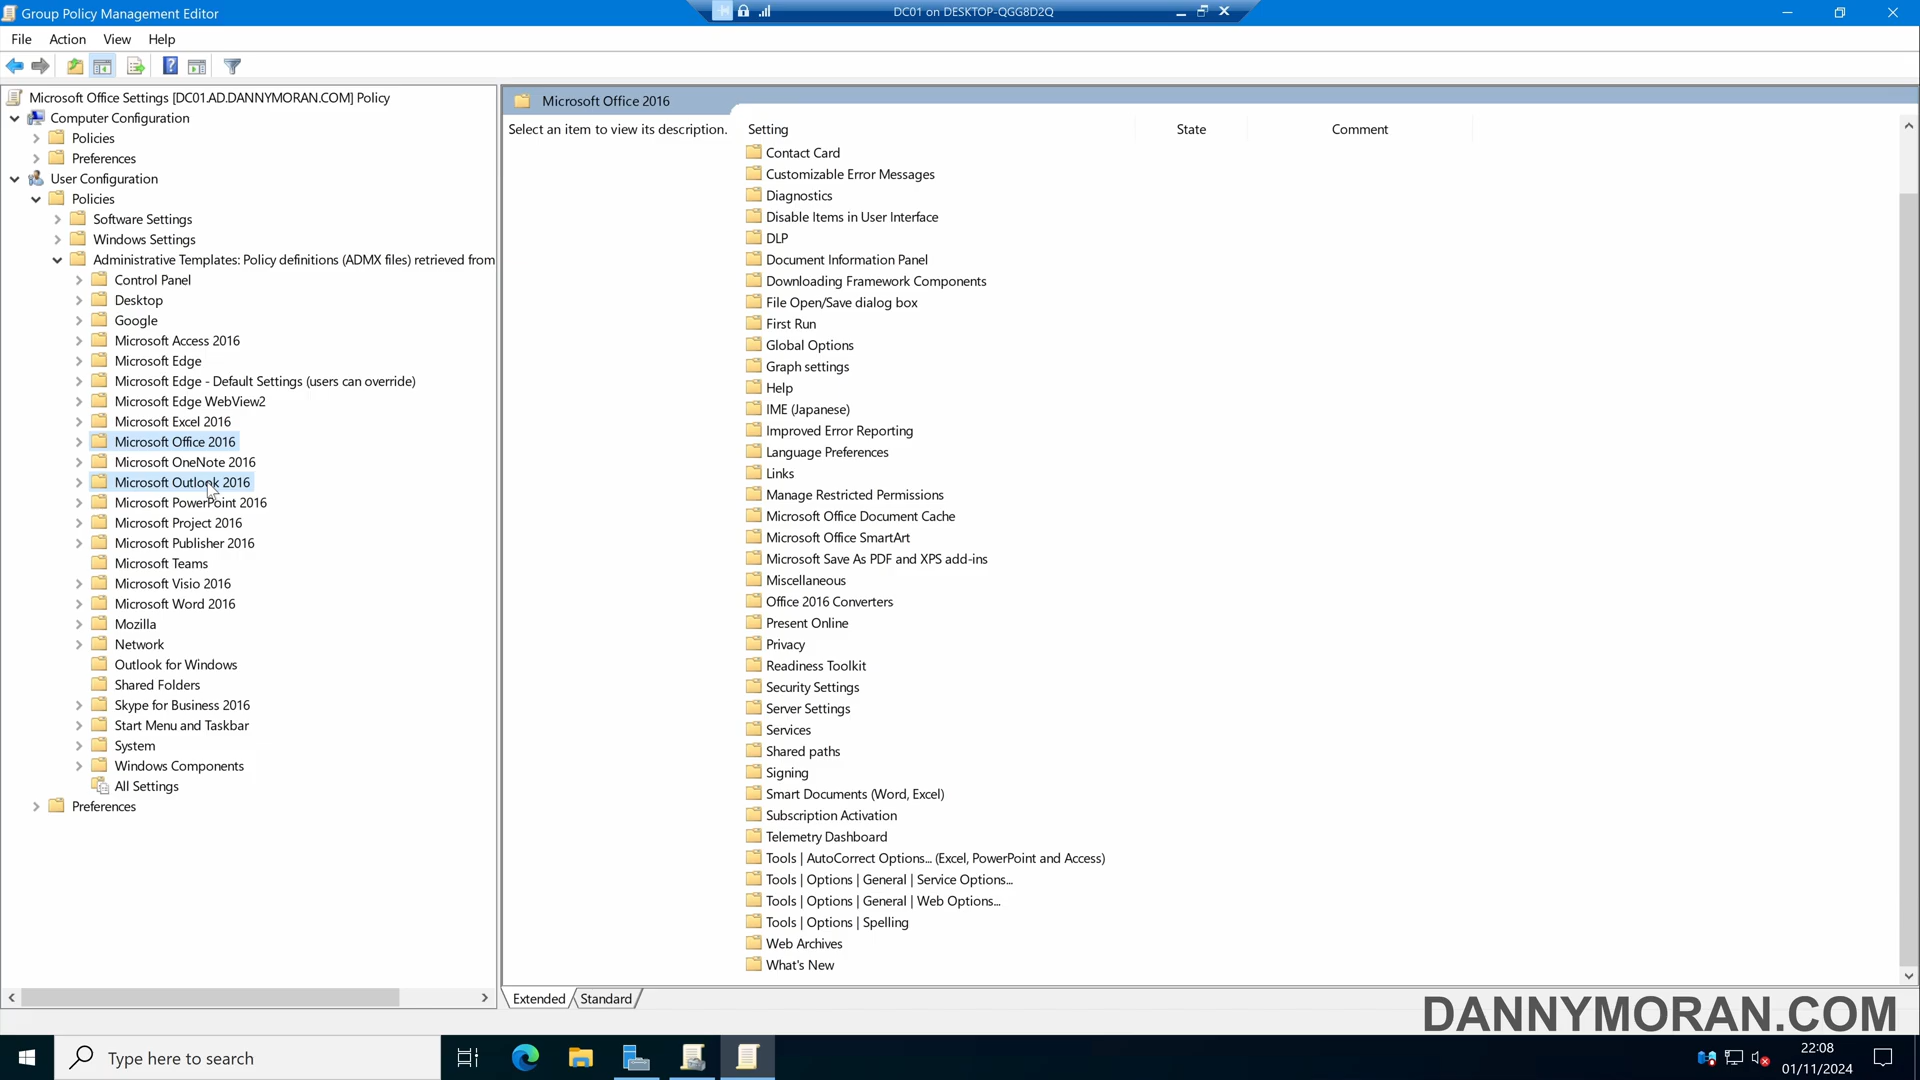 Group Policy Management Editor
DC01 on DESKTOP-QGG8D2Q
File Action View Help
Microsoft Office Settings [DC01.AD.DANNYMORAN.COM] Policy
Computer Configuration
Policies
Preferences
User Configuration
Policies
Software Settings
Windows Settings
Administrative Templates: Policy definitions (ADMX files) retrieved from
Control Panel
Desktop
Google
Microsoft Access 2016
Microsoft Edge
Microsoft Edge - Default Settings (users can override)
Microsoft Edge WebView2
Microsoft Excel 2016
Microsoft Office 2016
Microsoft OneNote 2016
Microsoft Outlook 2016
Microsoft PowerPoint 2016
Microsoft Project 2016
Microsoft Publisher 2016
Microsoft Teams
Microsoft Visio 2016
Microsoft Word 2016
Mozilla
Network
Outlook for Windows
Shared Folders
Skype for Business 2016
Start Menu and Taskbar
System
Windows Components
All Settings
Preferences
Microsoft Office 2016
Select an item to view its description.
Setting State Comment
Contact Card
Customizable Error Messages
Diagnostics
Disable Items in User Interface
DLP
Document Information Panel
Downloading Framework Components
File Open/Save dialog box
First Run
Global Options
Graph settings
Help
IME (Japanese)
Improved Error Reporting
Language Preferences
Links
Manage Restricted Permissions
Microsoft Office Document Cache
Microsoft Office SmartArt
Microsoft Save As PDF and XPS add-ins
Miscellaneous
Office 2016 Converters
Present Online
Privacy
Readiness Toolkit
Security Settings
Server Settings
Services
Shared paths
Signing
Smart Documents (Word, Excel)
Subscription Activation
Telemetry Dashboard
Tools | AutoCorrect Options... (Excel, PowerPoint and Access)
Tools | Options | General | Service Options...
Tools | Options | General | Web Options...
Tools | Options | Spelling
Web Archives
What's New
Extended Standard
DANNYMORAN.COM
Type here to search
22:08
01/11/2024